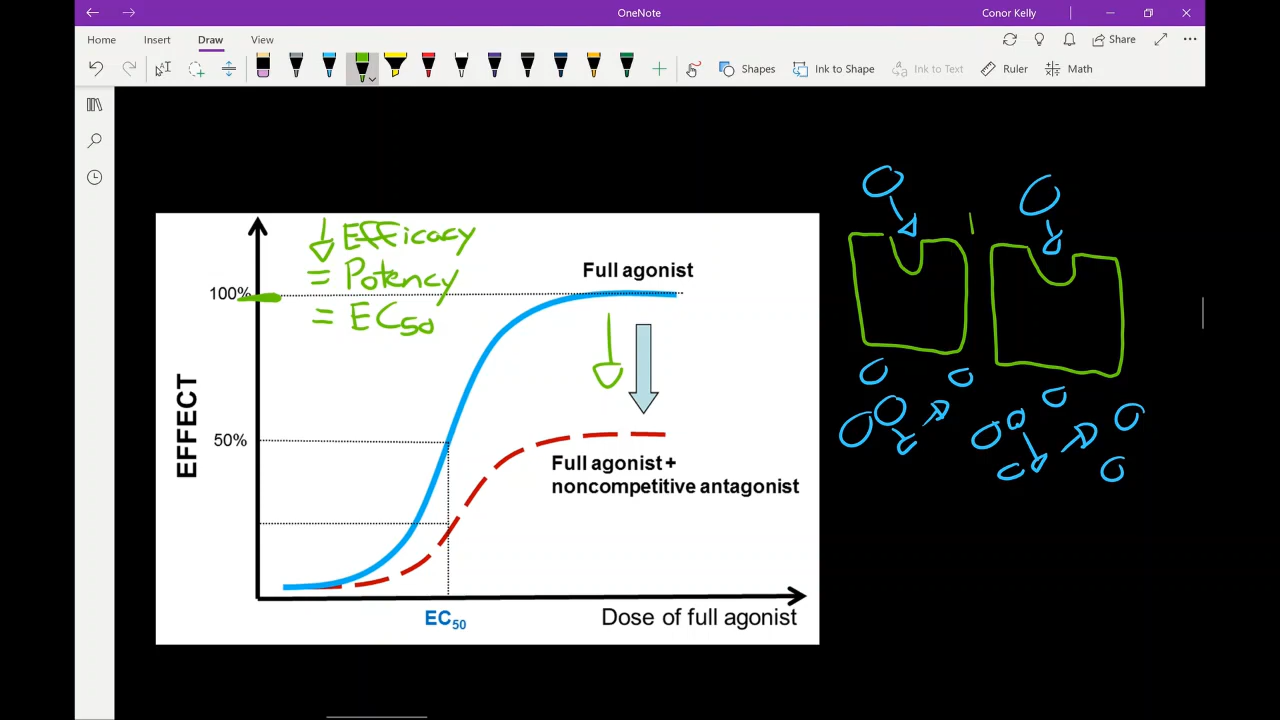 OneNote
Conor Kelly
Home Insert Draw View
Share
Shapes
Ink to Shape
Ink to Text
Ruler
Math
↓ Efficacy
= Potency
= EC50
Full agonist
100%
EFFECT
50%
Full agonist +
noncompetitive antagonist
EC50
Dose of full agonist